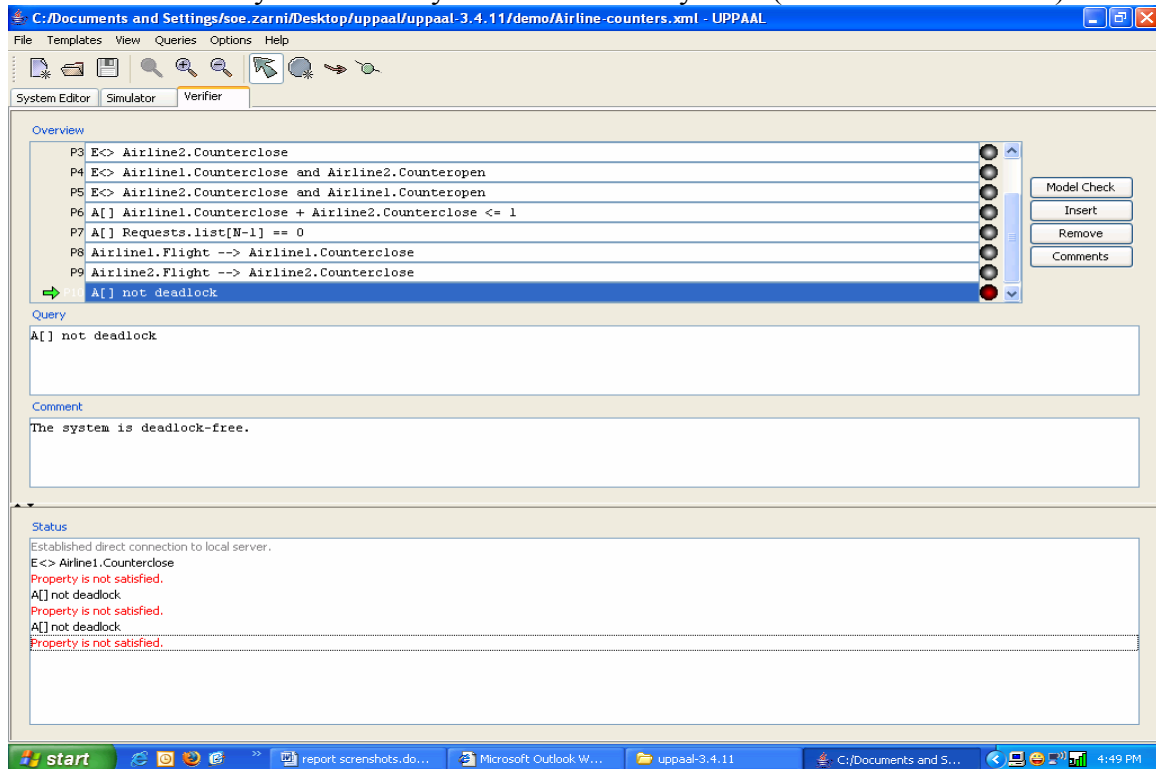 C:/Documents and Settings/soe.zarni/Desktop/uppaal/uppaal-3.4.11/demo/Airline-counters.xml - UPPAAL
File Templates View Queries Options Help
System Editor Simulator Verifier
Overview
P3 E<> Airline2.Counterclose
P4 E<> Airline1.Counterclose and Airline2.Counteropen
P5 E<> Airline2.Counterclose and Airline1.Counteropen
P6 A[] Airline1.Counterclose + Airline2.Counterclose <= 1
P7 A[] Requests.list[N-1] == 0
P8 Airline1.Flight --> Airline1.Counterclose
P9 Airline2.Flight --> Airline2.Counterclose
P10 A[] not deadlock
Model Check
Insert
Remove
Comments
Query
A[] not deadlock
Comment
The system is deadlock-free.
Status
Established direct connection to local server.
E<> Airline1.Counterclose
Property is not satisfied.
A[] not deadlock
Property is not satisfied.
A[] not deadlock
Property is not satisfied.
start report screnshots.do... Microsoft Outlook W... uppaal-3.4.11 C:/Documents and S... 4:49 PM